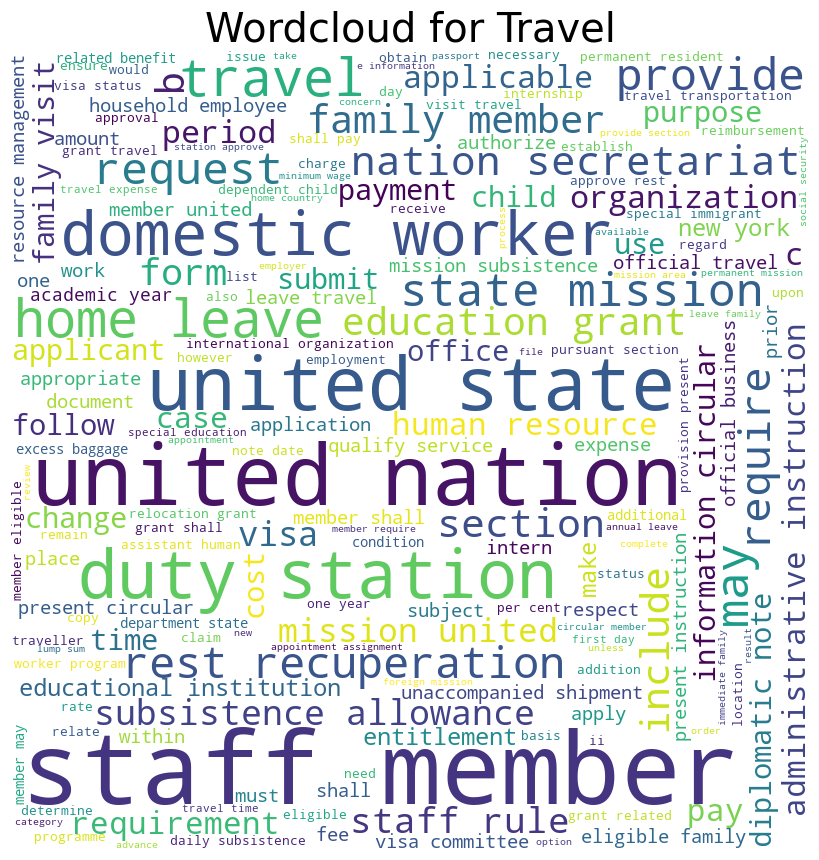 Wordcloud for Travel
related benefit
issue
take
obtain
passport
necessary
permanent resident
ensure
would
e information
visa status
b
travel
day
applicable
internship
provide
travel transportation
resource management
family visit
household employee
concern
visit travel
approval
amount
period
family member
authorize
establish
purpose
provide section
reimbursement
grant travel
station approve
shall pay
charge
nation secretariat
request
minimum wage
approve rest
travel expense
dependent child
home country
payment
child
organization
social security
member united
receive
process
special immigrant
domestic worker
available
use
new york
regard
official travel
c
one
work
form
list
employer
submit
mission subsistence
mission area
permanent mission
academic year
also
leave travel
state mission
upon
home leave
education grant
leave family
prior
applicant
international organization
however
employment
office
file
pursuant section
appropriate
document
united state
provision present
information circular
official business
require
administrative instruction
follow
case
special education
appointment
application
human resource
excess baggage
note date
qualify service
expense
member eligible
review
united nation
change
relocation grant
grant shall
member shall
member require
section
additional
annual leave
remain
visa
condition
place
assistant human
intern
complete
duty station
cost
make
status
may
include
present instruction
present circular
one year
subject
per cent
respect
copy
department state
circular member
traveller
time
claim
new
mission united
first day
lump sum
appointment assignment
unless
worker program
rest recuperation
addition
foreign mission
immediate family
location
result
diplomatic note
educational institution
unaccompanied shipment
rate
subsistence allowance
apply
order
relate
within
entitlement
basis
ii
member may
staff member
need
must
shall
determine
travel time
eligible
grant related
pay
category
requirement
fee
staff rule
programme
advance
daily subsistence
visa committee
option
eligible family